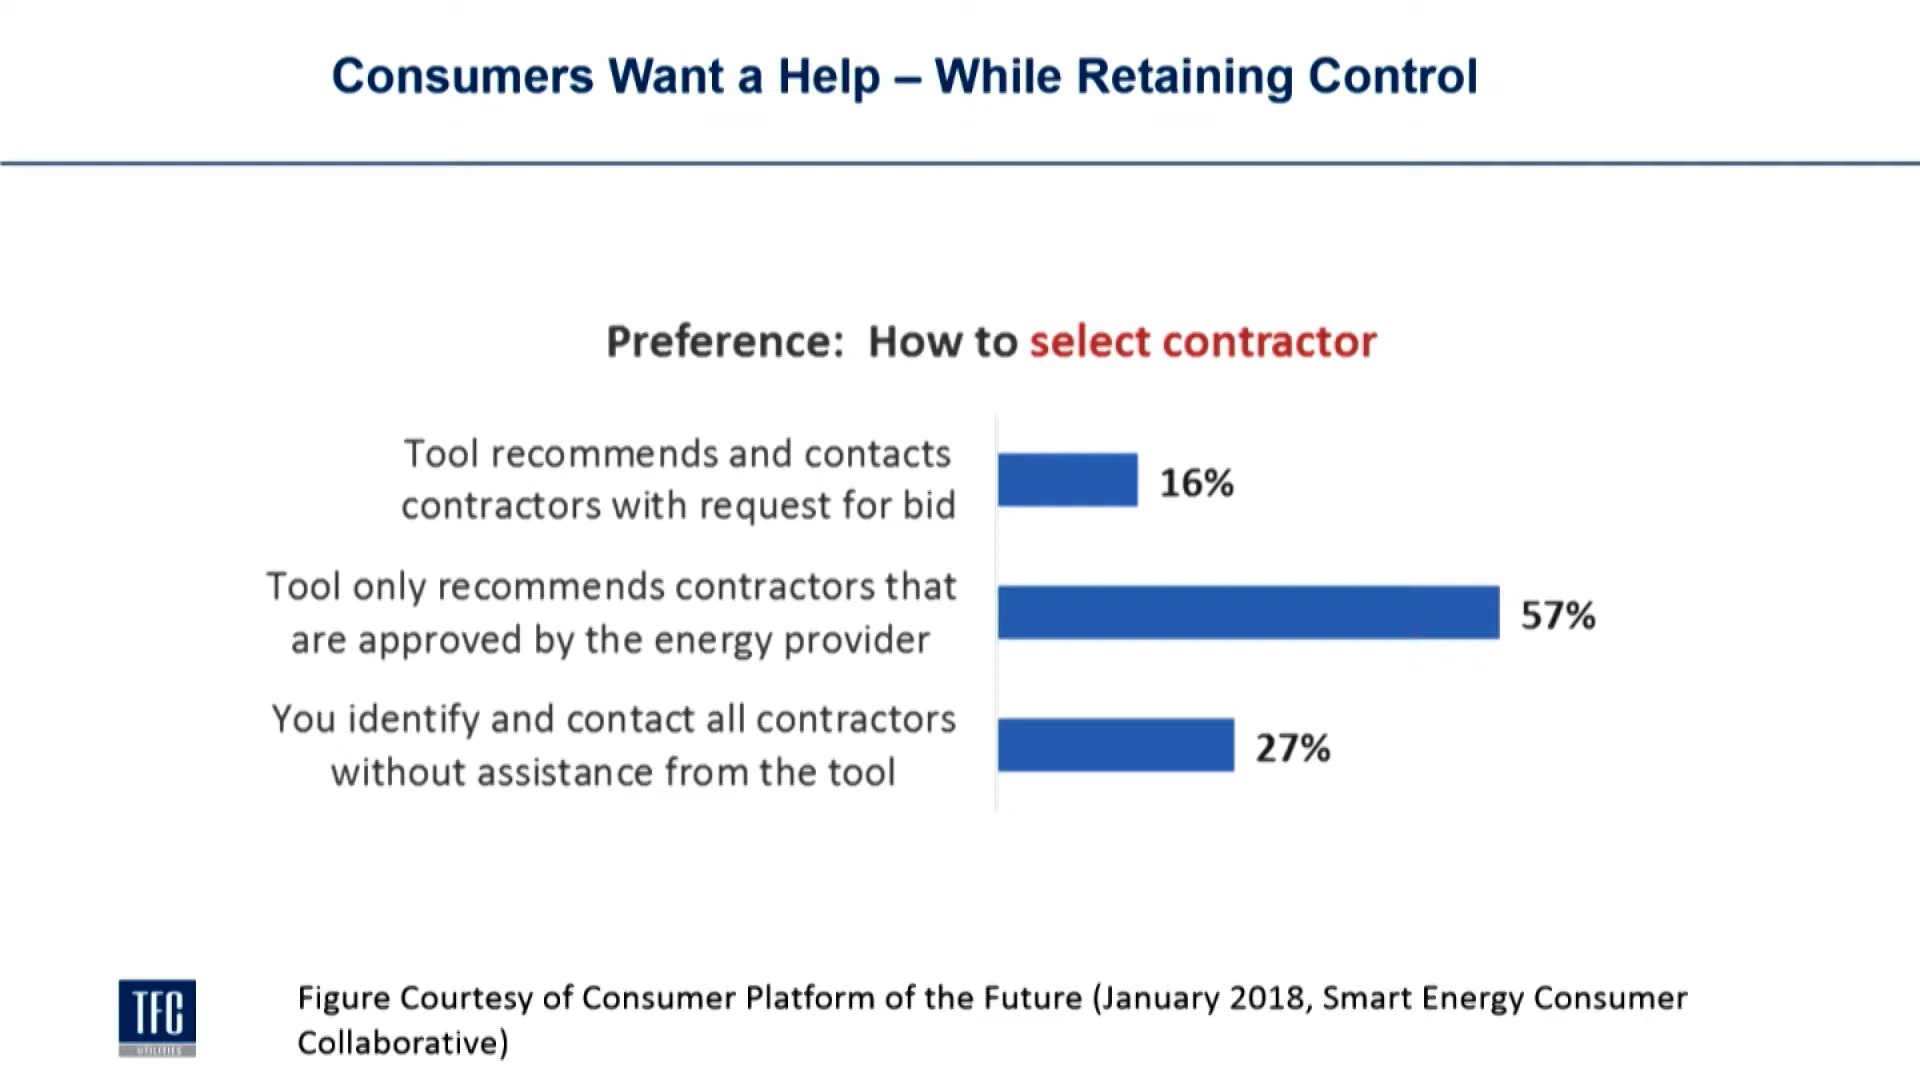 Consumers Want a Help – While Retaining Control
Preference: How to select contractor
Tool recommends and contacts
contractors with request for bid
16%
Tool only recommends contractors that
are approved by the energy provider
57%
You identify and contact all contractors
without assistance from the tool
27%
TFC
UTILITIES
Figure Courtesy of Consumer Platform of the Future (January 2018, Smart Energy Consumer
Collaborative)